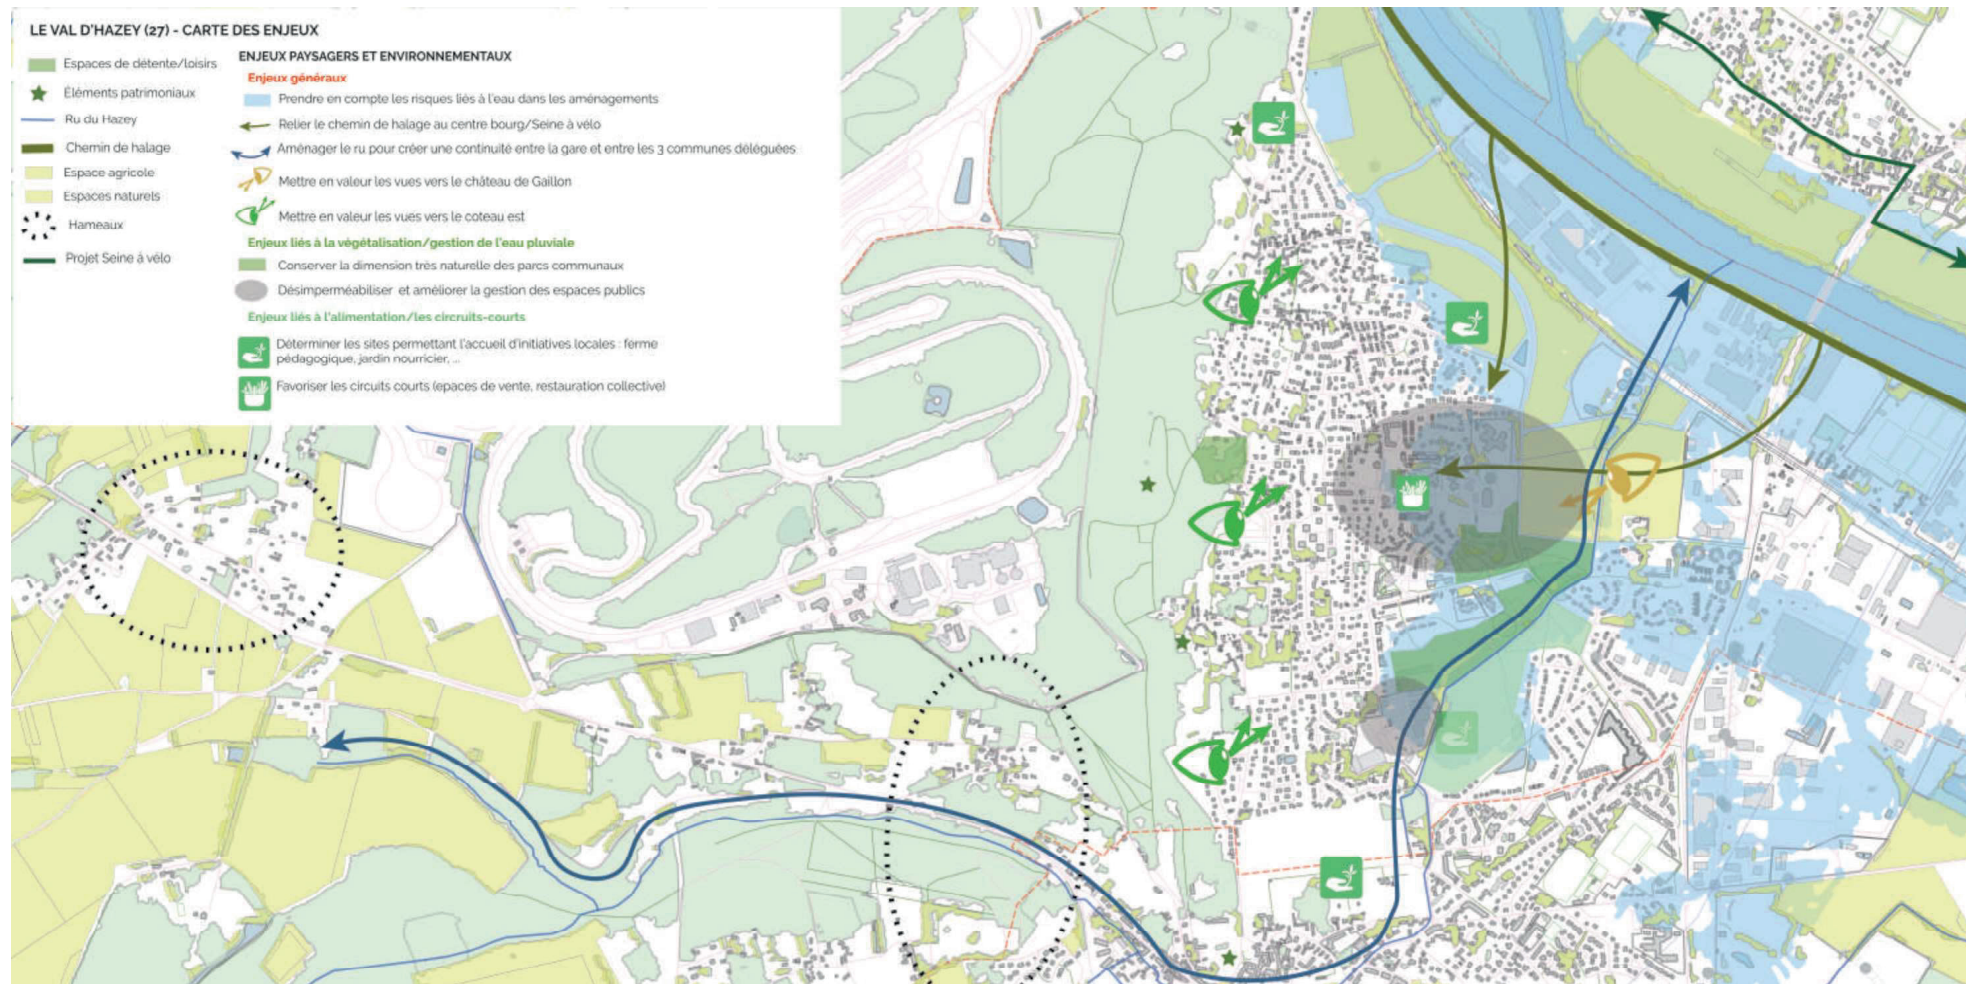 LE VAL D'HAZEY (27) - CARTE DES ENJEUX
Espaces de détente/loisirs
Éléments patrimoniaux
Ru du Hazey
Chemin de halage
Espace agricole
Espaces naturels
Hameaux
Projet Seine à vélo
ENJEUX PAYSAGERS ET ENVIRONNEMENTAUX
Enjeux généraux
Prendre en compte les risques liés à l'eau dans les aménagements
Relier le chemin de halage au centre bourg/Seine à vélo
Aménager le ru pour créer une continuité entre la gare et entre les 3 communes déléguées
Mettre en valeur les vues vers le château de Gaillon
Mettre en valeur les vues vers le coteau est
Enjeux liés à la végétalisation/gestion de l'eau pluviale
Conserver la dimension très naturelle des parcs communaux
Désimperméabiliser et améliorer la gestion des espaces publics
Enjeux liés à l'alimentation/les circruits-courts
Déterminer les sites permettant l'accueil d'initiatives locales : ferme
pédagogique, jardin nourricier, ...
Favoriser les circuits courts (epaces de vente, restauration collective)